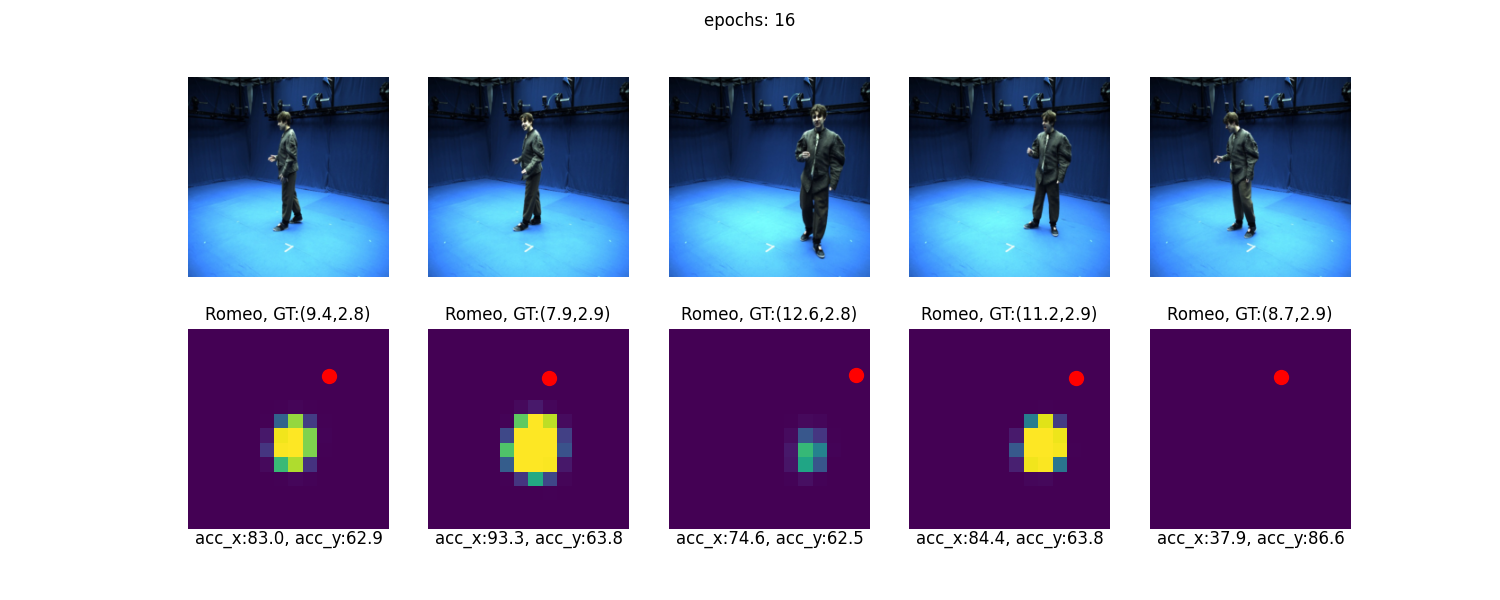 epochs: 16
Romeo, GT:(9.4,2.8)
Romeo, GT:(7.9,2.9)
Romeo, GT:(12.6,2.8)
Romeo, GT:(11.2,2.9)
Romeo, GT:(8.7,2.9)
acc_x:83.0, acc_y:62.9
acc_x:93.3, acc_y:63.8
acc_x:74.6, acc_y:62.5
acc_x:84.4, acc_y:63.8
acc_x:37.9, acc_y:86.6